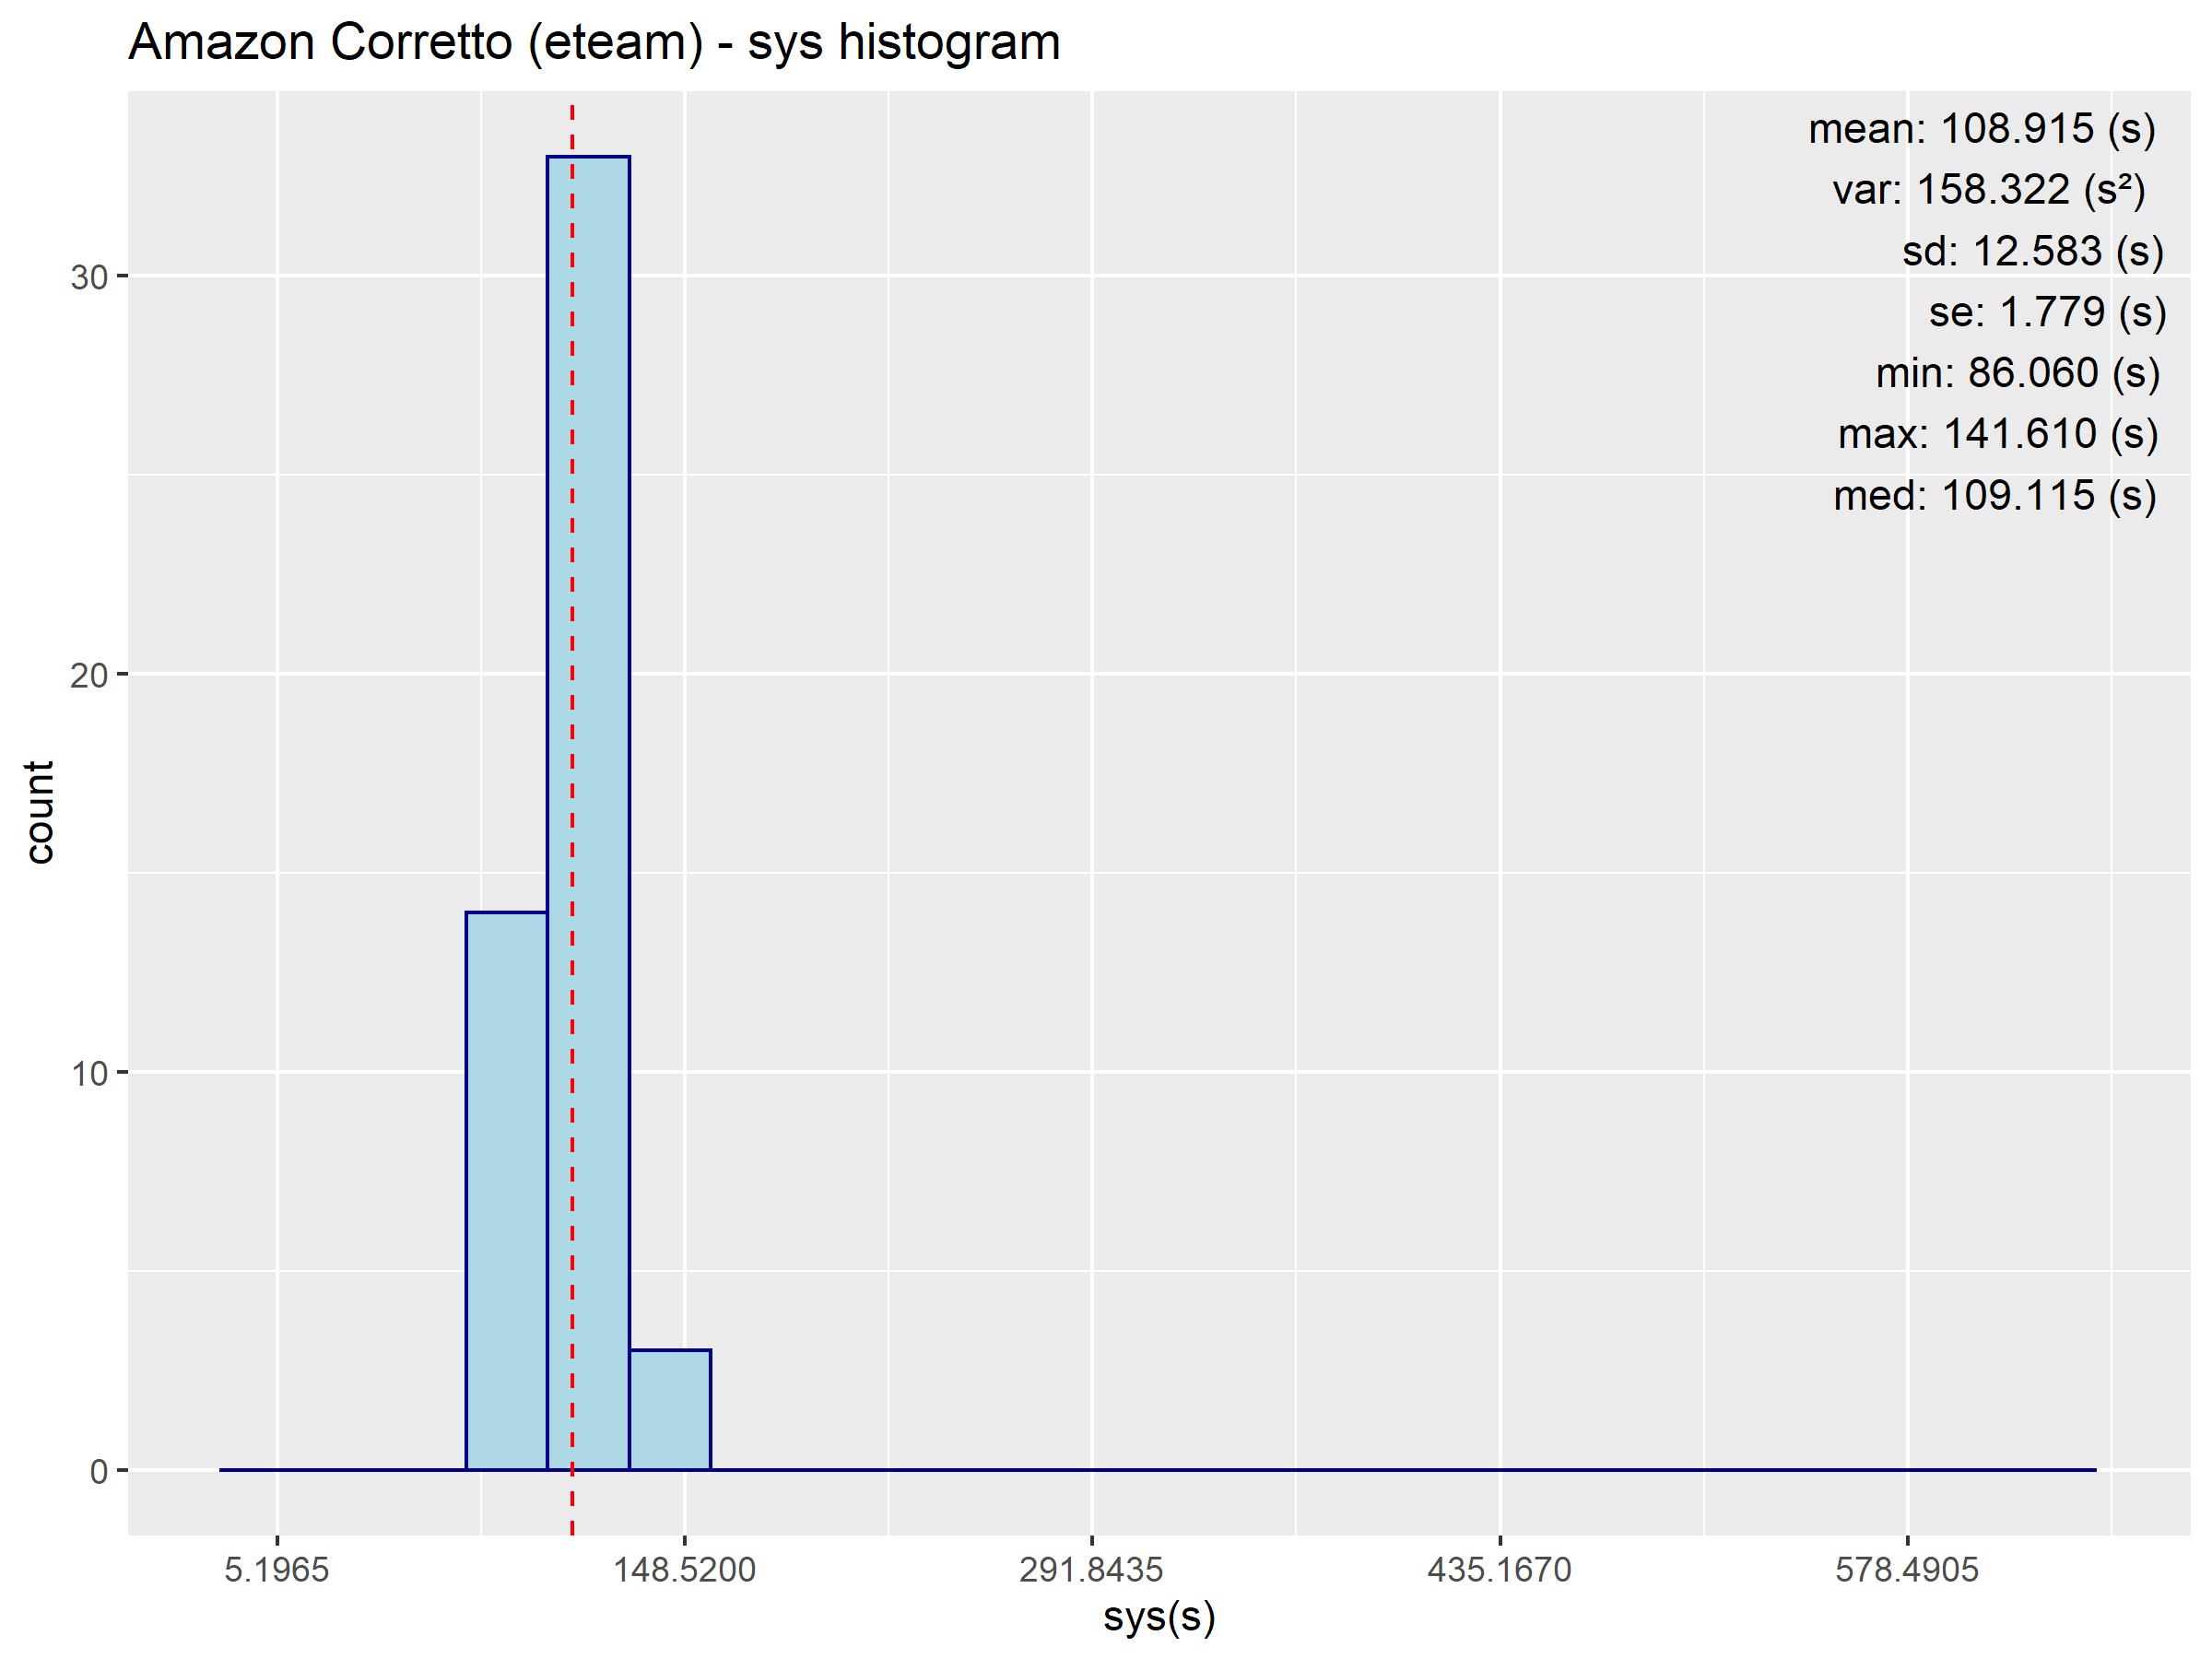 Amazon Corretto (eteam) - sys histogram
mean: 108.915 (s)
var: 158.322 (s²)
sd: 12.583 (s)
se: 1.779 (s)
min: 86.060 (s)
max: 141.610 (s)
med: 109.115 (s)
30
20
10
0
count
5.1965 148.5200 291.8435 435.1670 578.4905
sys(s)